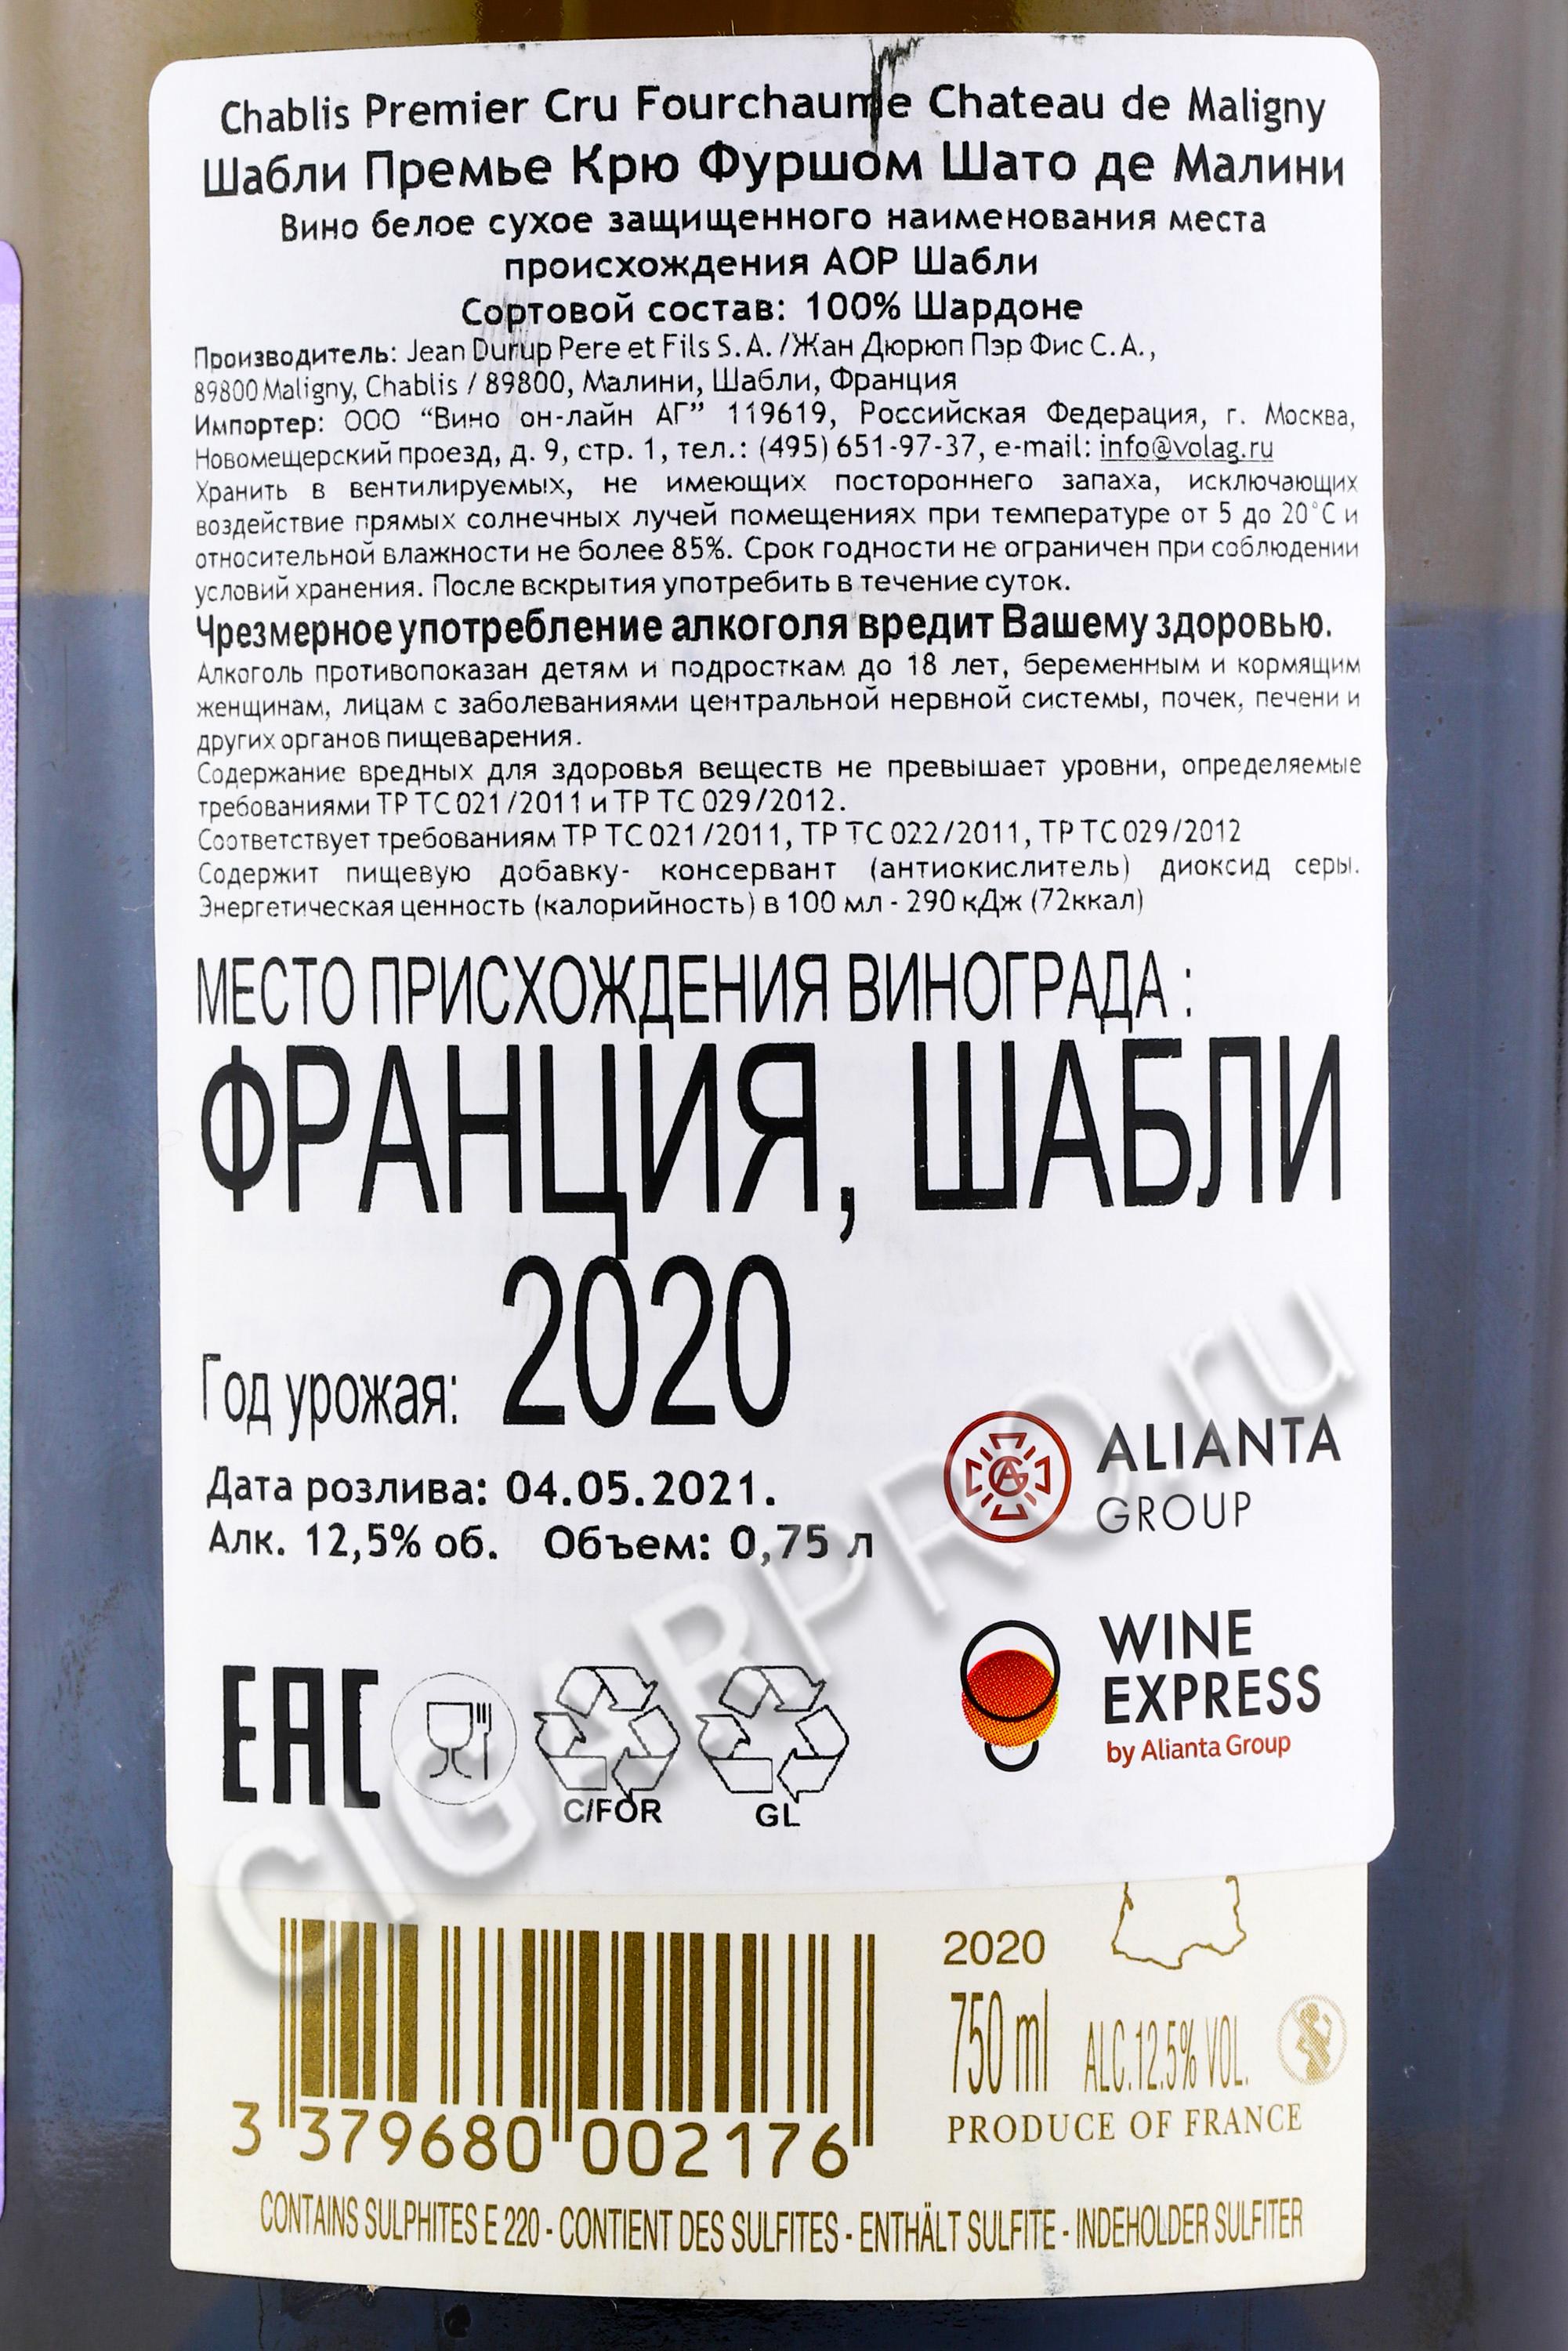 Chablis Premier Cru Fourchaume Chateau de Maligny
Шабли Премье Крю Фуршом Шато де Малини
Вино белое сухое защищенного наименования места
происхождения АОР Шабли
Сортовой состав: 100% Шардоне
Производитель: Jean Durup Pere et Fils S.A. /Жан Дюрюп Пэр Фис С.А.,
89800 Maligny, Chablis / 89800, Малини, Шабли, Франция
Импортер: ООО “Вино он-лайн АГ” 119619, Российская Федерация, г. Москва,
Новомещерский проезд, д. 9, стр. 1, тел.: (495) 651-97-37, e-mail: info@volag.ru
Хранить в вентилируемых, не имеющих постороннего запаха, исключающих
воздействие прямых солнечных лучей помещениях при температуре от 5 до 20°С и
относительной влажности не более 85%. Срок годности не ограничен при соблюдении
условий хранения. После вскрытия употребить в течение суток.
Чрезмерное употребление алкоголя вредит Вашему здоровью.
Алкоголь противопоказан детям и подросткам до 18 лет, беременным и кормящим
женщинам, лицам с заболеваниями центральной нервной системы, почек, печени и
других органов пищеварения.
Содержание вредных для здоровья веществ не превышает уровни, определяемые
требованиями ТР ТС 021/2011 и ТР ТС 029/2012.
Соответствует требованиям ТР ТС 021/2011, ТР ТС 022/2011, ТР ТС 029/2012
Содержит пищевую добавку- консервант (антиокислитель) диоксид серы.
Энергетическая ценность (калорийность) в 100 мл - 290 кДж (72ккал)
МЕСТО ПРИСХОЖДЕНИЯ ВИНОГРАДА :
ФРАНЦИЯ, ШАБЛИ
Год урожая: 2020
Дата розлива: 04.05.2021.
Алк. 12,5% об. Объем: 0,75 л
ALIANTA
GROUP
WINE
EXPRESS
by Alianta Group
EAC
C/FOR
GL
CIGARPRO.ru
3 379680 002176
2020
750 ml ALC.12.5% VOL.
PRODUCE OF FRANCE
CONTAINS SULPHITES E 220 - CONTIENT DES SULFITES - ENTHÄLT SULFITE - INDEHOLDER SULFITER